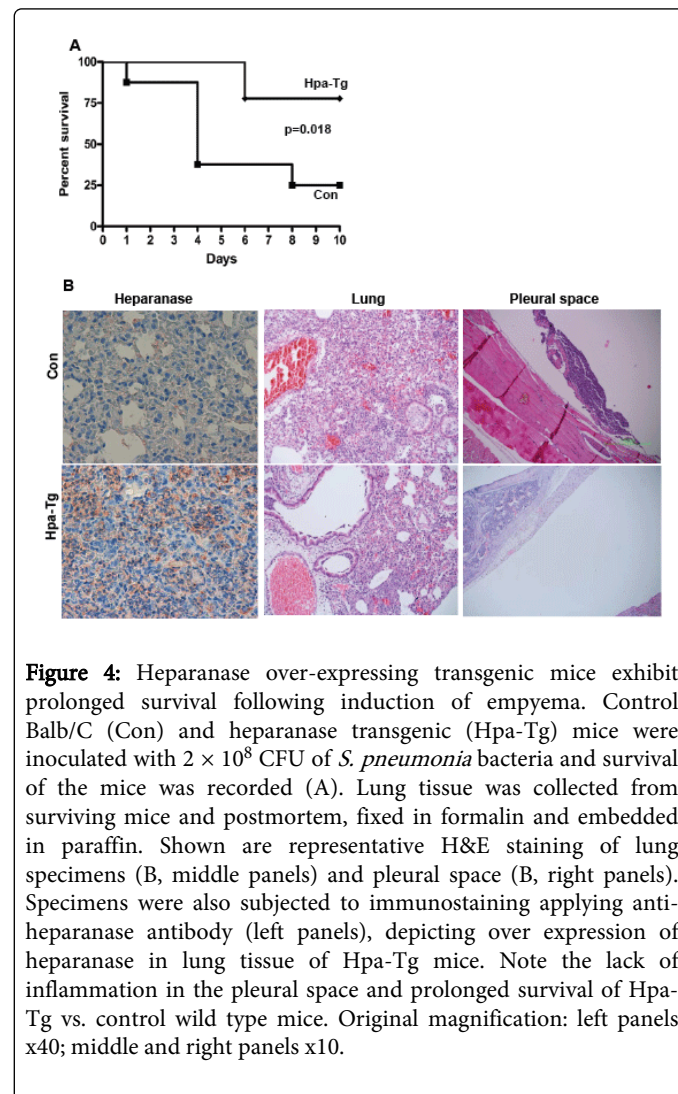 A
100
75
50
25
0
Percent survival
Hpa-Tg
p=0.018
Con
0 1 2 3 4 5 6 7 8 9 10
Days
B
Heparanase Lung Pleural space
Con
Hpa-Tg
Figure 4: Heparanase over-expressing transgenic mice exhibit
prolonged survival following induction of empyema. Control
Balb/C (Con) and heparanase transgenic (Hpa-Tg) mice were
inoculated with 2 × 10⁸ CFU of S. pneumonia bacteria and survival
of the mice was recorded (A). Lung tissue was collected from
surviving mice and postmortem, fixed in formalin and embedded
in paraffin. Shown are representative H&E staining of lung
specimens (B, middle panels) and pleural space (B, right panels).
Specimens were also subjected to immunostaining applying anti-
heparanase antibody (left panels), depicting over expression of
heparanase in lung tissue of Hpa-Tg mice. Note the lack of
inflammation in the pleural space and prolonged survival of Hpa-
Tg vs. control wild type mice. Original magnification: left panels
x40; middle and right panels x10.